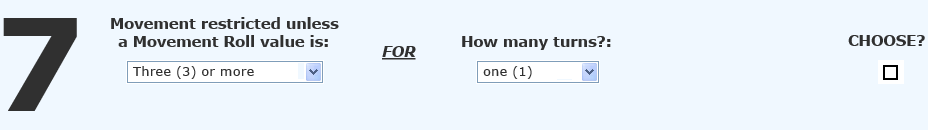 7
Movement restricted unless
a Movement Roll value is:
Three (3) or more
FOR
How many turns?:
one (1)
CHOOSE?